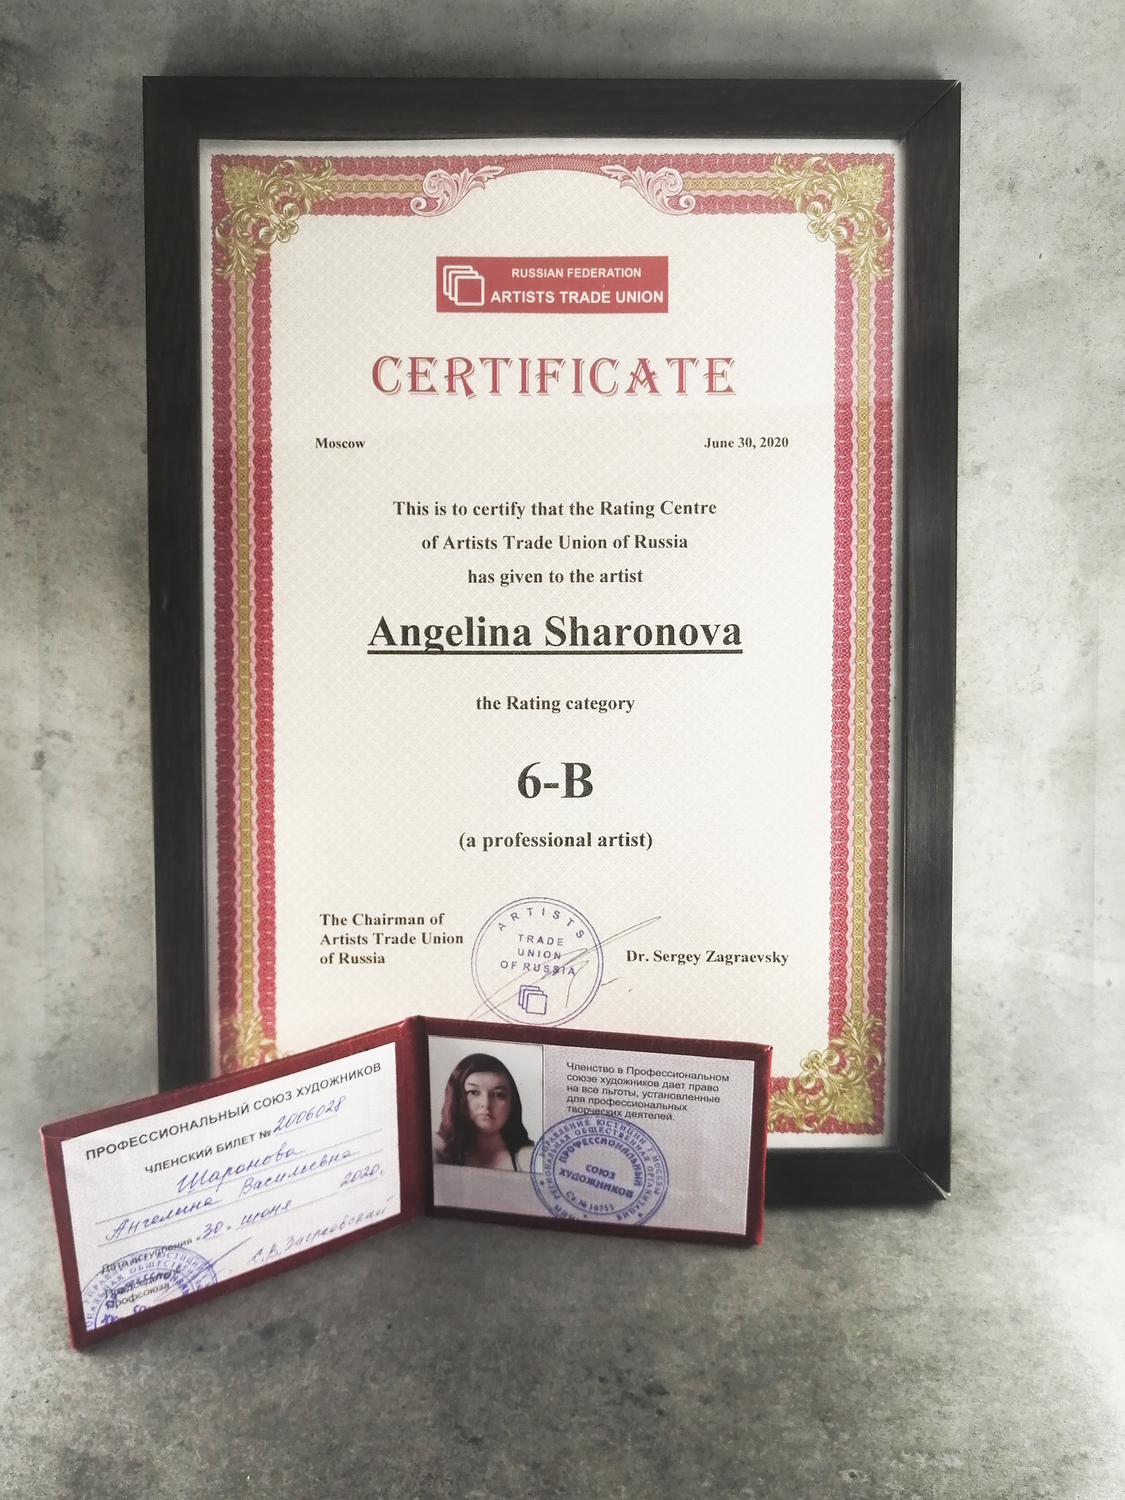 RUSSIAN FEDERATION
ARTISTS TRADE UNION
CERTIFICATE
Moscow
June 30, 2020
This is to certify that the Rating Centre
of Artists Trade Union of Russia
has given to the artist
Angelina Sharonova
the Rating category
6-B
(a professional artist)
The Chairman of
Artists Trade Union
of Russia
ARTISTS
TRADE
UNION
OF RUSSIA
Dr. Sergey Zagraevsky
ПРОФЕССИОНАЛЬНЫЙ СОЮЗ ХУДОЖНИКОВ
ЧЛЕНСКИЙ БИЛЕТ № 2006028
Шаронова
Ангелина Васильевна
Дата вступления «30» июня 2020.
Председатель
Профсоюза
Членство в Профессиональном
союзе художников дает право
на все льготы, установленные
для профессиональных
творческих деятелей.
ПРОФЕССИОНАЛЬНЫЙ
СОЮЗ
ХУДОЖНИКОВ